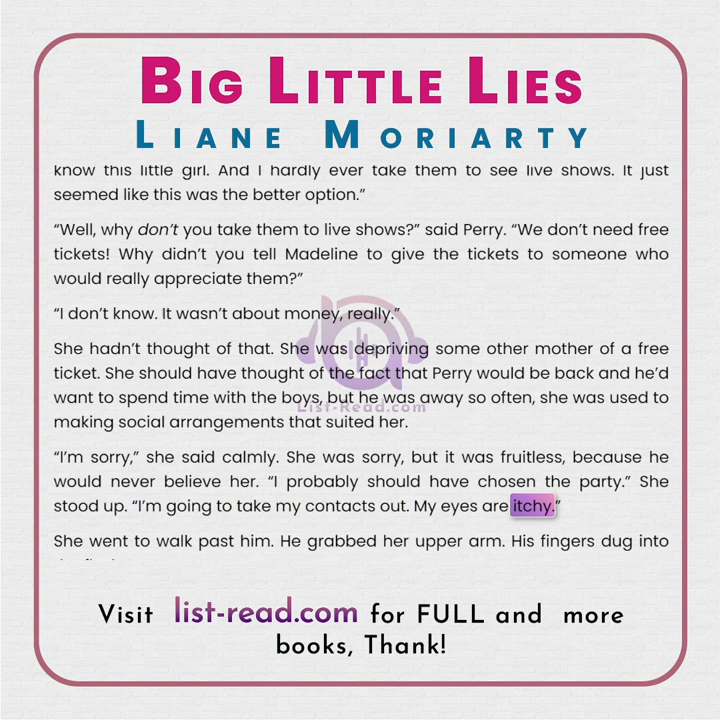 BIG LITTLE LIES
LIANE MORIARTY
know this little girl. And I hardly ever take them to see live shows. It just
seemed like this was the better option.”
“Well, why don’t you take them to live shows?” said Perry. “We don’t need free
tickets! Why didn’t you tell Madeline to give the tickets to someone who
would really appreciate them?”
“I don’t know. It wasn’t about money, really.”
She hadn’t thought of that. She was depriving some other mother of a free
ticket. She should have thought of the fact that Perry would be back and he’d
want to spend time with the boys, but he was away so often, she was used to
List-Read.com
making social arrangements that suited her.
“I’m sorry,” she said calmly. She was sorry, but it was fruitless, because he
would never believe her. “I probably should have chosen the party.” She
stood up. “I’m going to take my contacts out. My eyes are itchy.”
She went to walk past him. He grabbed her upper arm. His fingers dug into
Visit list-read.com for FULL and more
books, Thank!